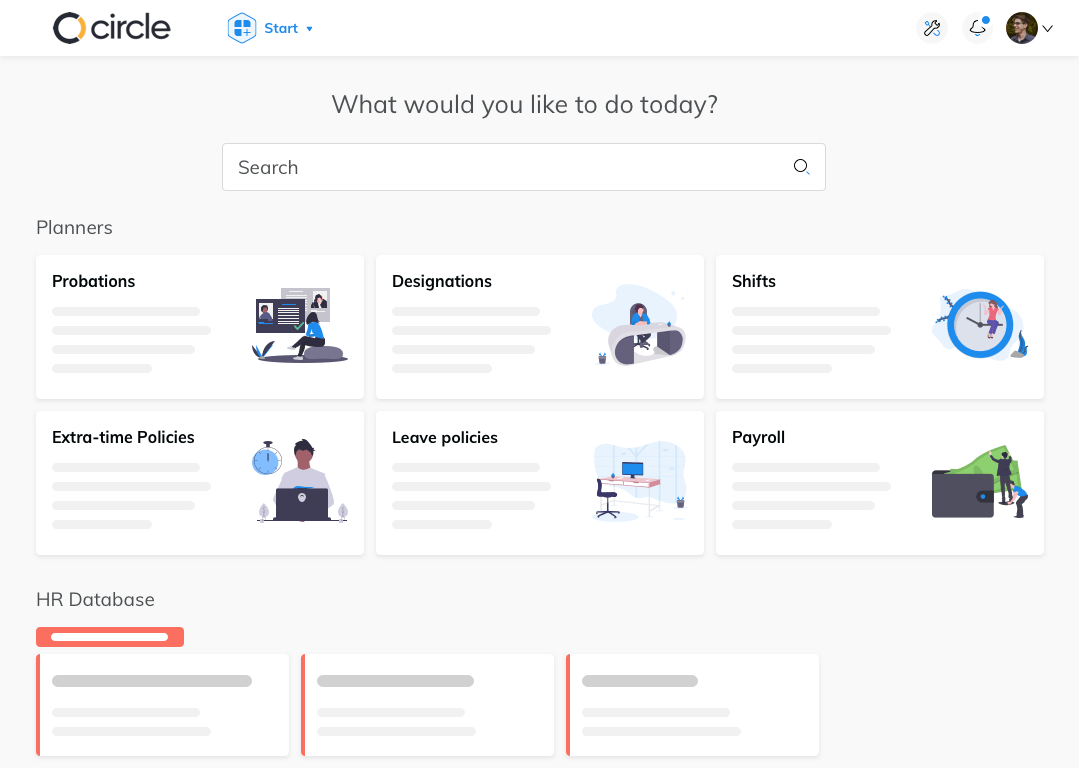 circle
Start
What would you like to do today?
Search
Planners
Probations
Designations
Shifts
Extra-time Policies
Leave policies
Payroll
HR Database